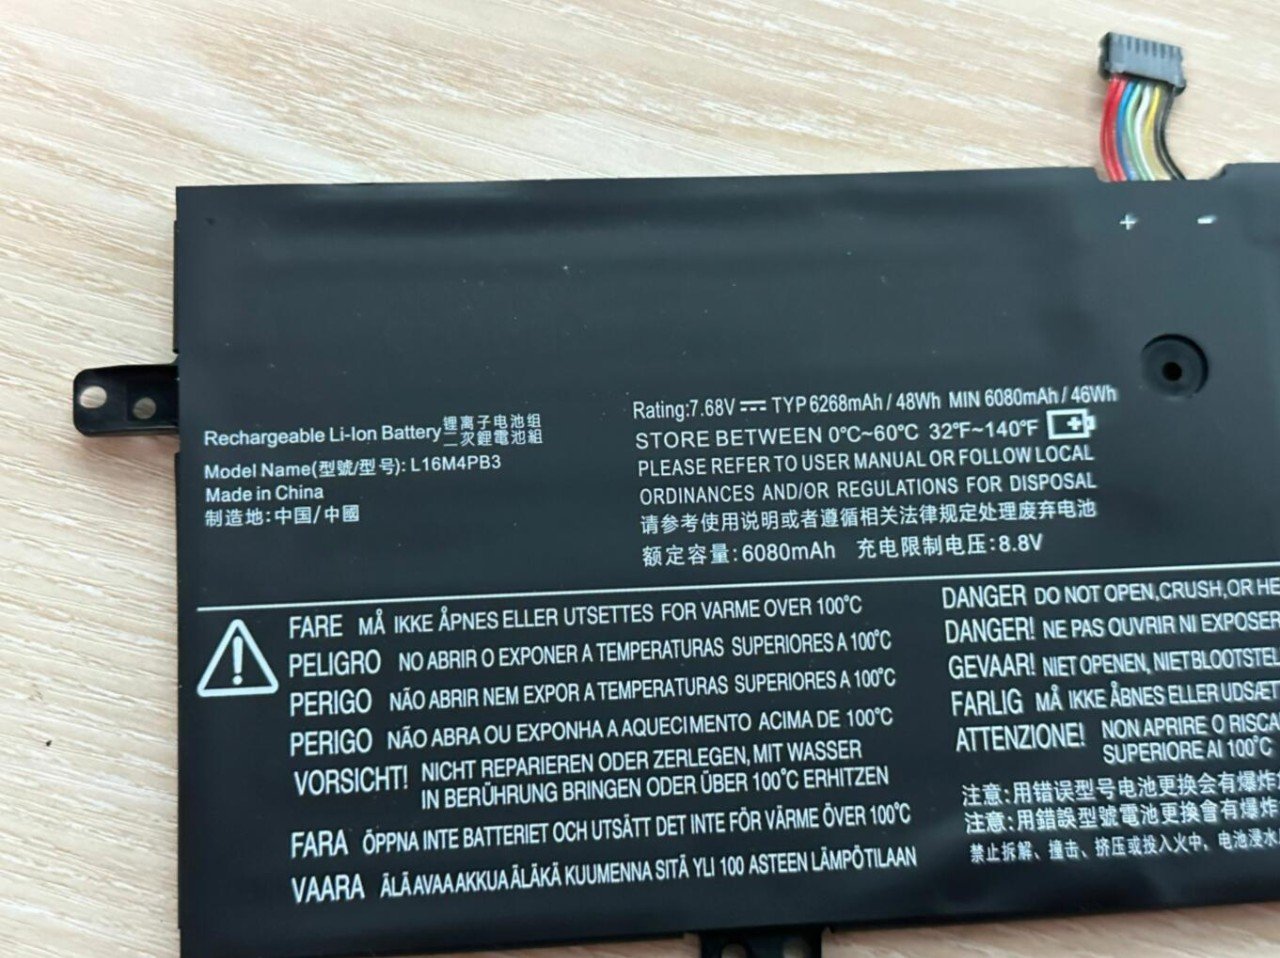 + -
Rechargeable Li-Ion Battery 锂离子电池组
二次鋰電池組
Model Name(型號/型号): L16M4PB3
Made in China
制造地:中国/中國
Rating:7.68V ⎓ TYP 6268mAh / 48Wh MIN 6080mAh / 46Wh
STORE BETWEEN 0°C~60°C 32°F~140°F
PLEASE REFER TO USER MANUAL OR FOLLOW LOCAL
ORDINANCES AND/OR REGULATIONS FOR DISPOSAL
请参考使用说明或者遵循相关法律规定处理废弃电池
额定容量:6080mAh 充电限制电压:8.8V
FARE MÅ IKKE ÅPNES ELLER UTSETTES FOR VARME OVER 100°C
PELIGRO NO ABRIR O EXPONER A TEMPERATURAS SUPERIORES A 100°C
PERIGO NÃO ABRIR NEM EXPOR A TEMPERATURAS SUPERIORES A 100°C
PERIGO NÃO ABRA OU EXPONHA A AQUECIMENTO ACIMA DE 100°C
VORSICHT! NICHT REPARIEREN ODER ZERLEGEN, MIT WASSER
IN BERÜHRUNG BRINGEN ODER ÜBER 100°C ERHITZEN
FARA ÖPPNA INTE BATTERIET OCH UTSÄTT DET INTE FÖR VÄRME ÖVER 100°C
VAARA ÄLÄ AVAA AKKUA ÄLÄKÄ KUUMENNA SITÄ YLI 100 ASTEEN LÄMPÖTILAAN
DANGER DO NOT OPEN,CRUSH,OR HE
DANGER! NE PAS OUVRIR NI EXPOSER
GEVAAR! NIET OPENEN, NIET BLOOTSTEL
FARLIG MÅ IKKE ÅBNES ELLER UDSÆT
ATTENZIONE! NON APRIRE O RISCA
SUPERIORE AI 100°C
注意:用错误型号电池更换会有爆炸
注意:用錯誤型號電池更換會有爆炸
禁止拆解、撞击、挤压或投入火中,电池浸水